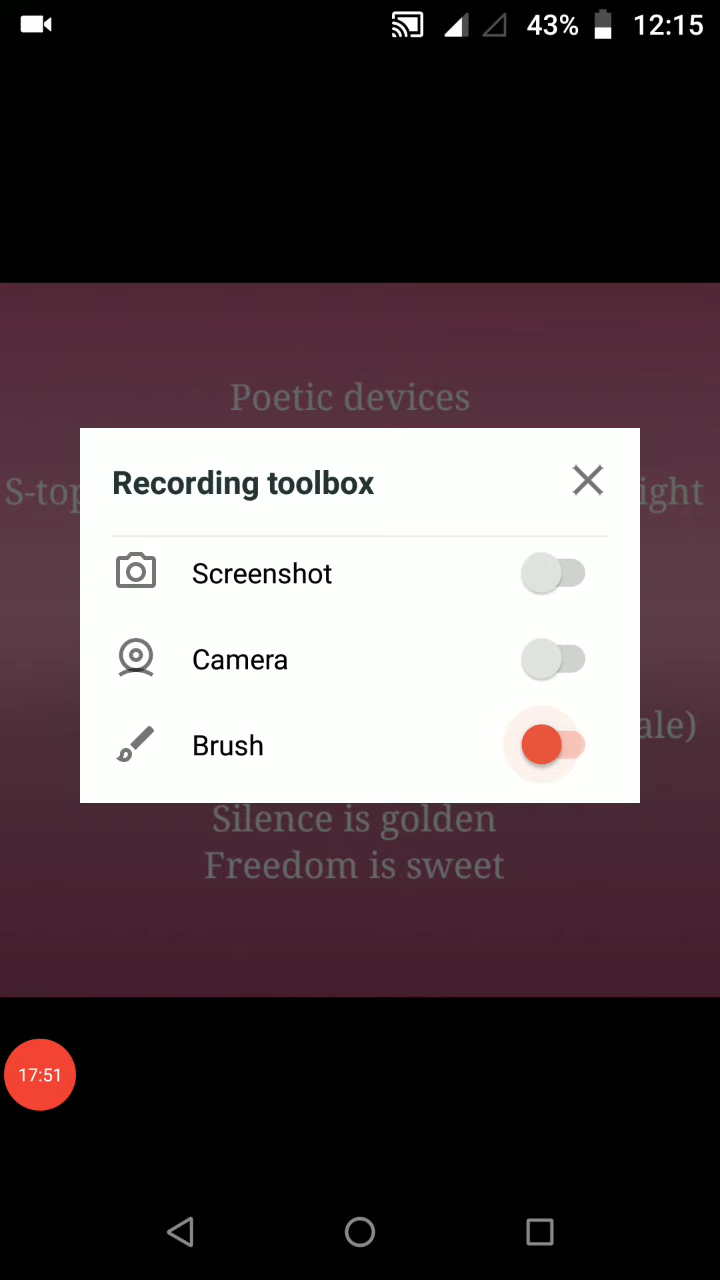 43% 12:15
Poetic devices
Recording toolbox
Screenshot
Camera
Brush
Silence is golden
Freedom is sweet
17:51